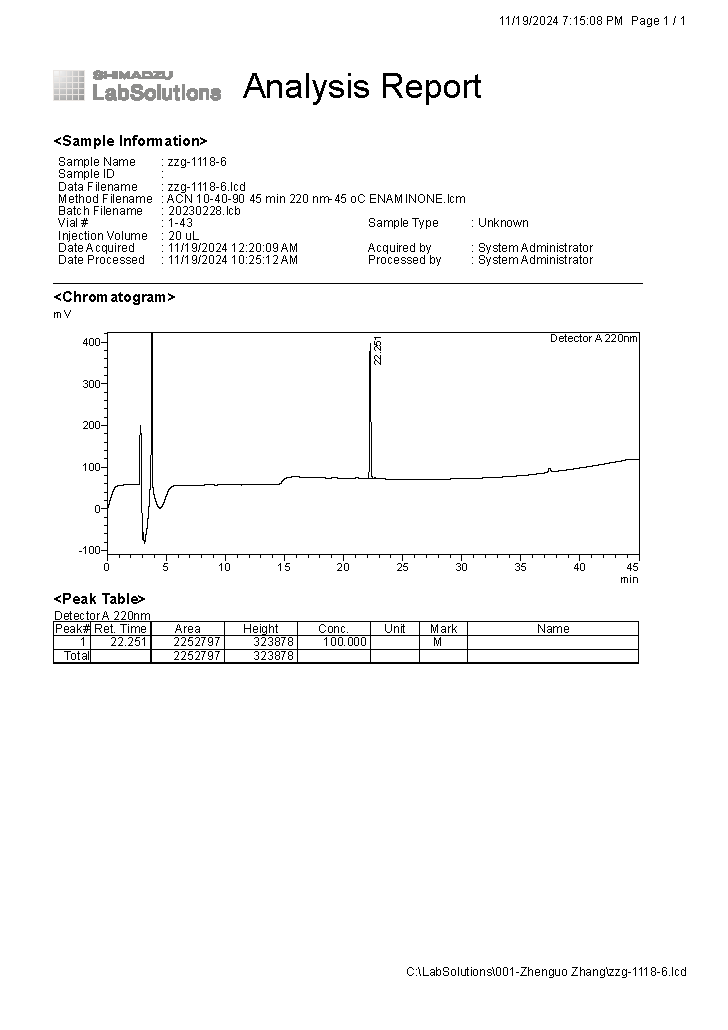 11/19/2024 7:15:08 PM Page 1 / 1
SHIMADZU
LabSolutions
Analysis Report
<Sample Information>
Sample Name : zzg-1118-6
Sample ID :
Data Filename : zzg-1118-6.lcd
Method Filename : ACN 10-40-90 45 min 220 nm-45 oC ENAMINONE.lcm
Batch Filename : 20230228.lcb
Vial # : 1-43 Sample Type : Unknown
Injection Volume : 20 uL
Date Acquired : 11/19/2024 12:20:09 AM Acquired by : System Administrator
Date Processed : 11/19/2024 10:25:12 AM Processed by : System Administrator
<Chromatogram>
mV
Detector A 220nm
22.251
400
300
200
100
0
-100
0 5 10 15 20 25 30 35 40 45
min
<Peak Table>
Detector A 220nm
Peak# Ret. Time Area Height Conc. Unit Mark Name
1 22.251 2252797 323878 100.000 M
Total 2252797 323878
C:\LabSolutions\001-Zhenguo Zhang\zzg-1118-6.lcd